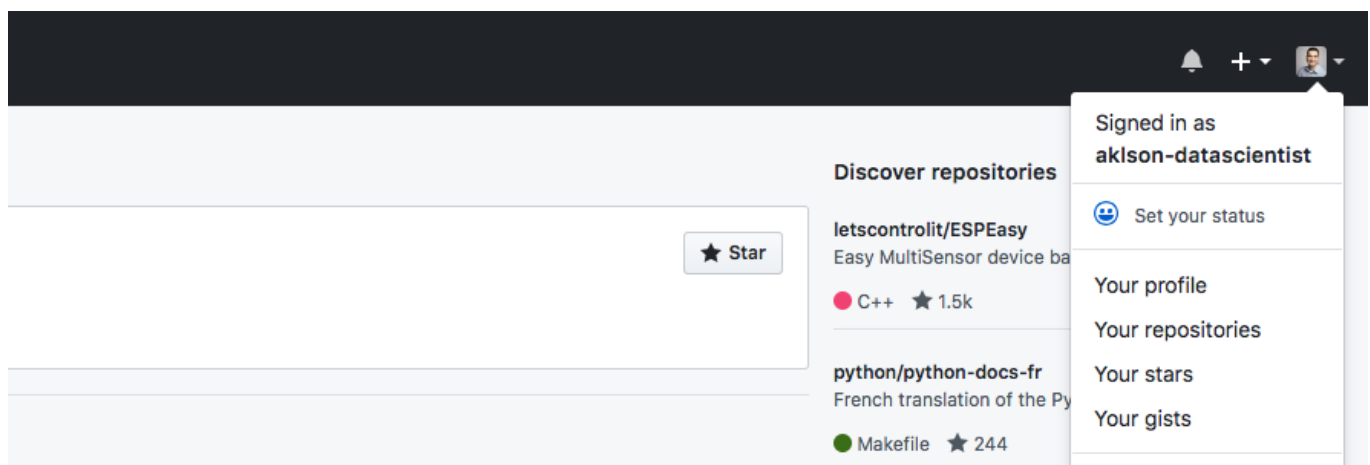 Signed in as
aklson-datascientist
Set your status
Your profile
Your repositories
Your stars
Your gists
Star
Discover repositories
letscontrolit/ESPEasy
Easy MultiSensor device ba
C++ 1.5k
python/python-docs-fr
French translation of the Py
Makefile 244